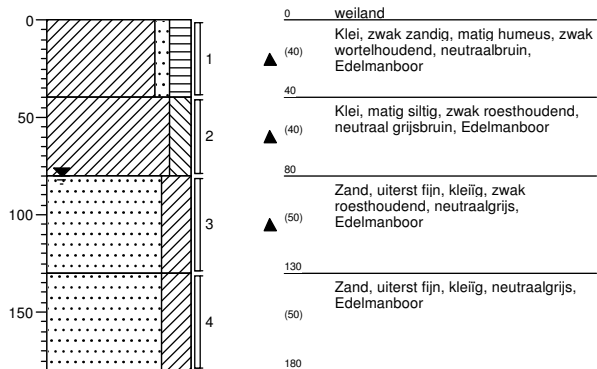 0
50
100
150
1
2
3
4
0 weiland
Klei, zwak zandig, matig humeus, zwak
(40) wortelhoudend, neutraalbruin,
Edelmanboor
40
Klei, matig siltig, zwak roesthoudend,
(40) neutraal grijsbruin, Edelmanboor
80
Zand, uiterst fijn, kleiïg, zwak
roesthoudend, neutraalgrijs,
(50) Edelmanboor
130
Zand, uiterst fijn, kleiïg, neutraalgrijs,
Edelmanboor
(50)
180